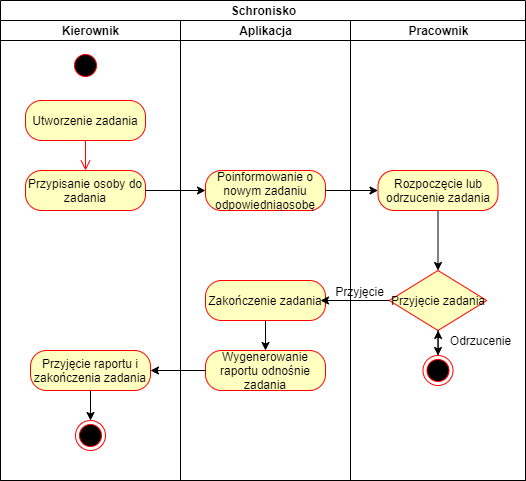 Schronisko
Kierownik
Aplikacja
Pracownik
Utworzenie zadania
Przypisanie osoby do
zadania
Poinformowanie o
nowym zadaniu
odpowiedniąosobę
Rozpoczęcie lub
odrzucenie zadania
Przyjęcie
Przyjęcie zadania
Zakończenie zadania
Odrzucenie
Wygenerowanie
raportu odnośnie
zadania
Przyjęcie raportu i
zakończenia zadania